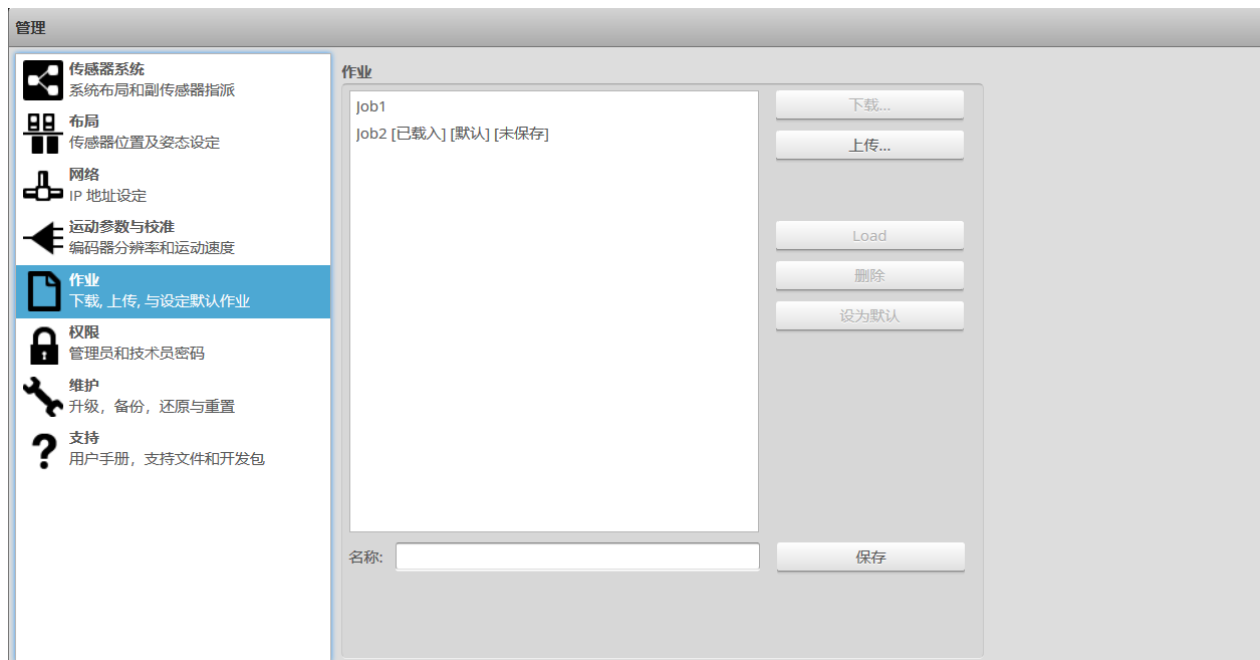 管理
传感器系统
系统布局和副传感器指派
布局
传感器位置及姿态设定
网络
IP 地址设定
运动参数与校准
编码器分辨率和运动速度
作业
下载, 上传, 与设定默认作业
权限
管理员和技术员密码
维护
升级，备份，还原与重置
支持
用户手册，支持文件和开发包
作业
Job1
Job2 [已载入] [默认] [未保存]
下载...
上传...
Load
删除
设为默认
名称:
保存